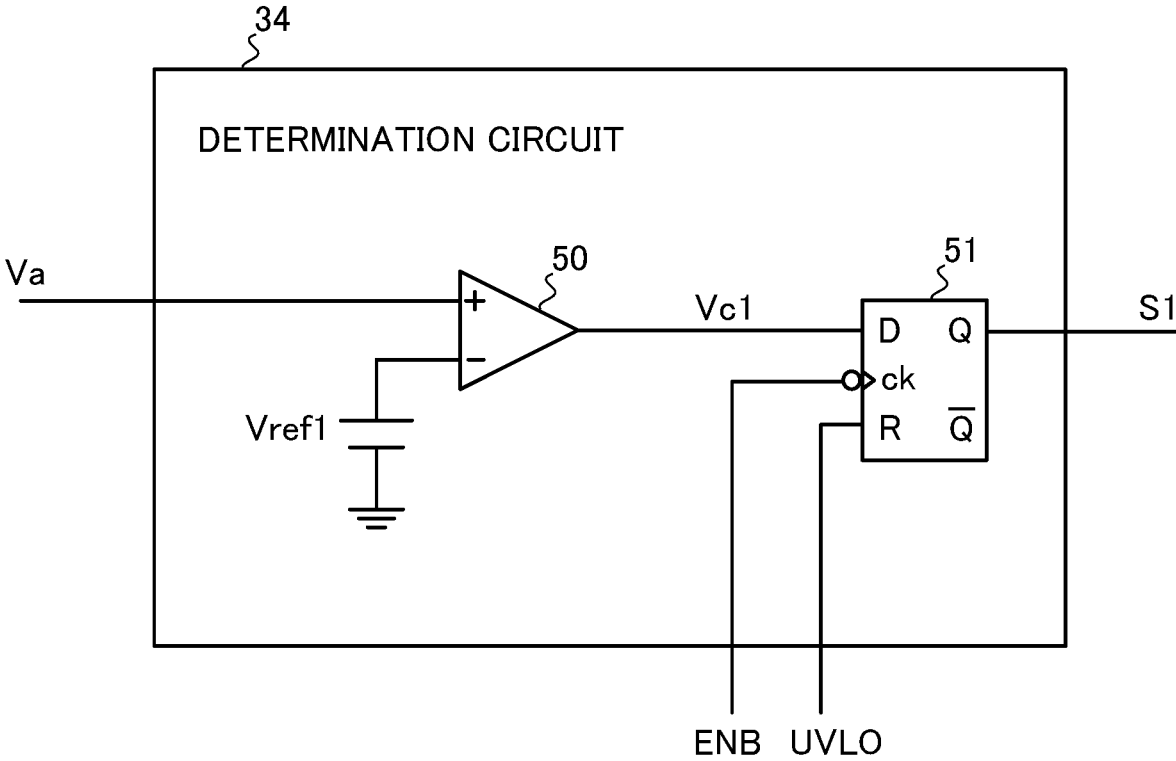 34
DETERMINATION CIRCUIT
Va
+
−
50
Vref1
Vc1
51
D Q
ck
R Q̅
S1
ENB UVLO